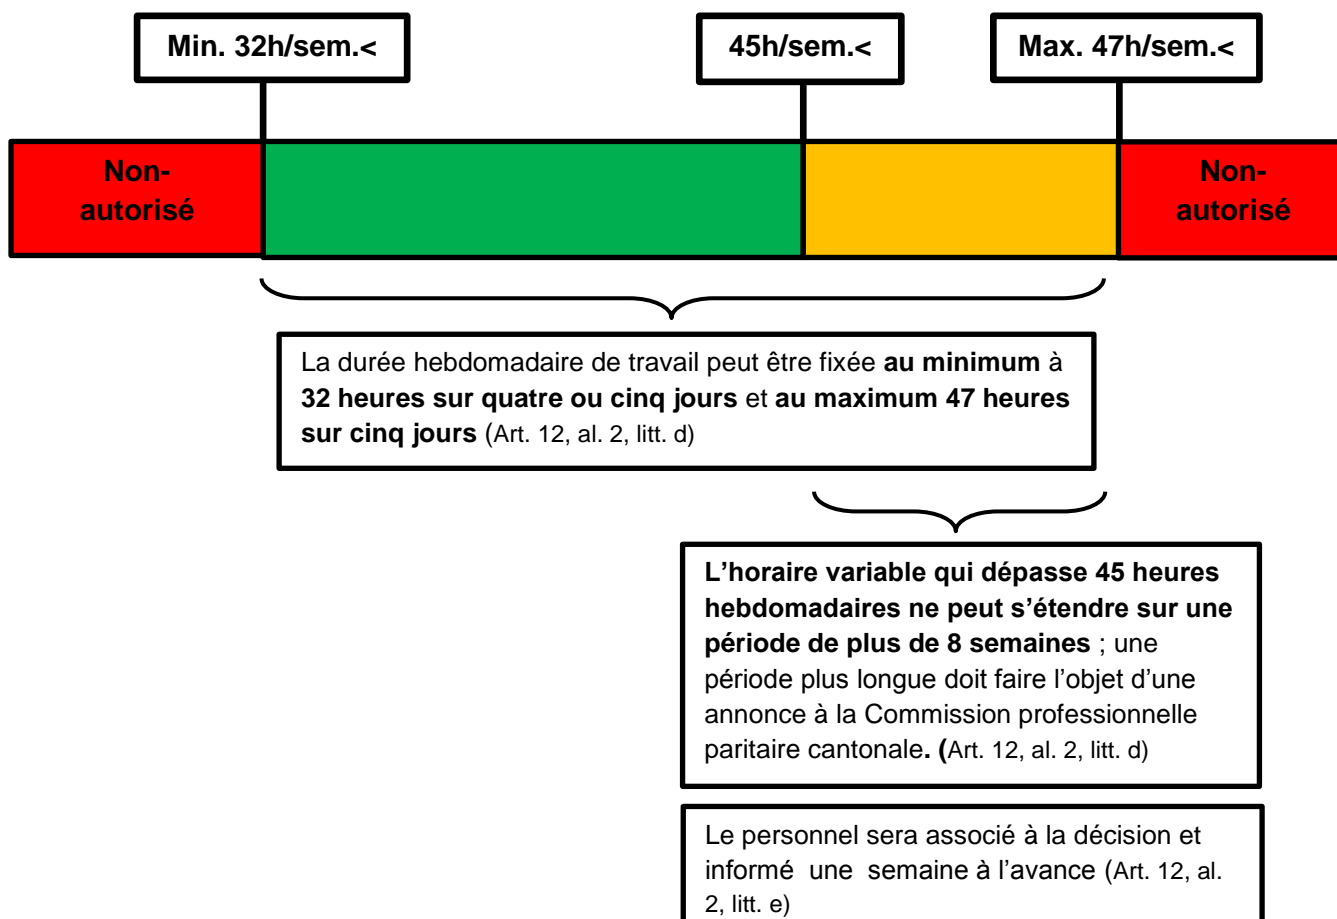 Min. 32h/sem.<
45h/sem.<
Max. 47h/sem.<
Non-
autorisé
Non-
autorisé
La durée hebdomadaire de travail peut être fixée au minimum à
32 heures sur quatre ou cinq jours et au maximum 47 heures
sur cinq jours (Art. 12, al. 2, litt. d)
L’horaire variable qui dépasse 45 heures
hebdomadaires ne peut s’étendre sur une
période de plus de 8 semaines ; une
période plus longue doit faire l’objet d’une
annonce à la Commission professionnelle
paritaire cantonale. (Art. 12, al. 2, litt. d)
Le personnel sera associé à la décision et
informé une semaine à l’avance (Art. 12, al.
2, litt. e)